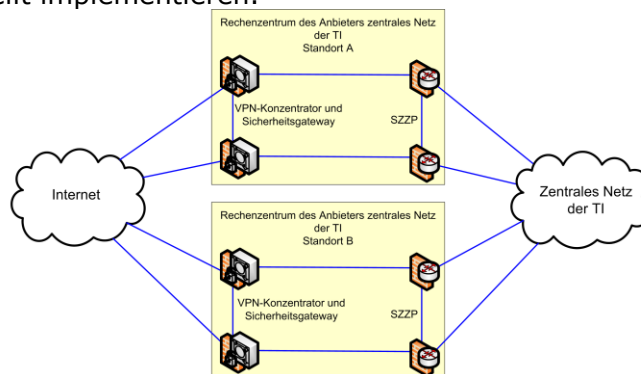 implementieren.
Rechenzentrum des Anbieters zentrales Netz
der TI
Standort A
VPN-Konzentrator und
Sicherheitsgateway
SZZP
Internet
Zentrales Netz
der TI
Rechenzentrum des Anbieters zentrales Netz
der TI
Standort B
VPN-Konzentrator und
Sicherheitsgateway
SZZP